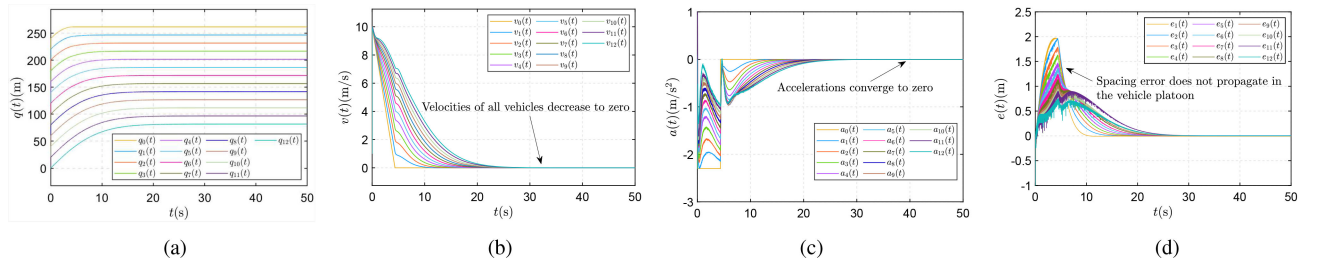 250
200
150
100
50
0
q(t)(m)
q₀(t) q₄(t) q₈(t) q₁₂(t)
q₁(t) q₅(t) q₉(t)
q₂(t) q₆(t) q₁₀(t)
q₃(t) q₇(t) q₁₁(t)
0 10 20 30 40 50
t(s)
(a)
10
8
6
4
2
0
v(t)(m/s)
v₀(t) v₅(t) v₁₀(t)
v₁(t) v₆(t) v₁₁(t)
v₂(t) v₇(t) v₁₂(t)
v₃(t) v₈(t)
v₄(t) v₉(t)
Velocities of all vehicles decrease to zero
0 10 20 30 40 50
t(s)
(b)
1
0
-1
-2
-3
a(t)(m/s²)
Accelerations converge to zero
a₀(t) a₅(t) a₁₀(t)
a₁(t) a₆(t) a₁₁(t)
a₂(t) a₇(t) a₁₂(t)
a₃(t) a₈(t)
a₄(t) a₉(t)
0 10 20 30 40 50
t(s)
(c)
2.5
2
1.5
1
0.5
0
-0.5
-1
e(t)(m)
e₁(t) e₅(t) e₉(t)
e₂(t) e₆(t) e₁₀(t)
e₃(t) e₇(t) e₁₁(t)
e₄(t) e₈(t) e₁₂(t)
Spacing error does not propagate in
the vehicle platoon
0 10 20 30 40 50
t(s)
(d)